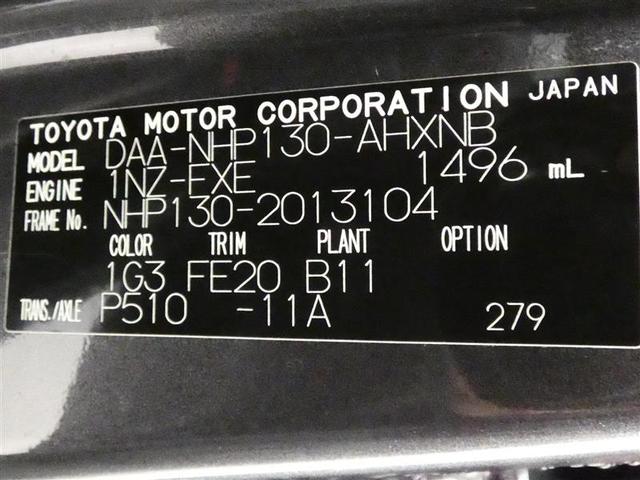 TOYOTA MOTOR CORPORATION JAPAN
MODEL DAA-NHP130-AHXNB
ENGINE 1NZ-FXE 1496 mL
FRAME No. NHP130-2013104
COLOR TRIM PLANT OPTION
1G3 FE20 B11
TRANS./AXLE P510 -11A 279